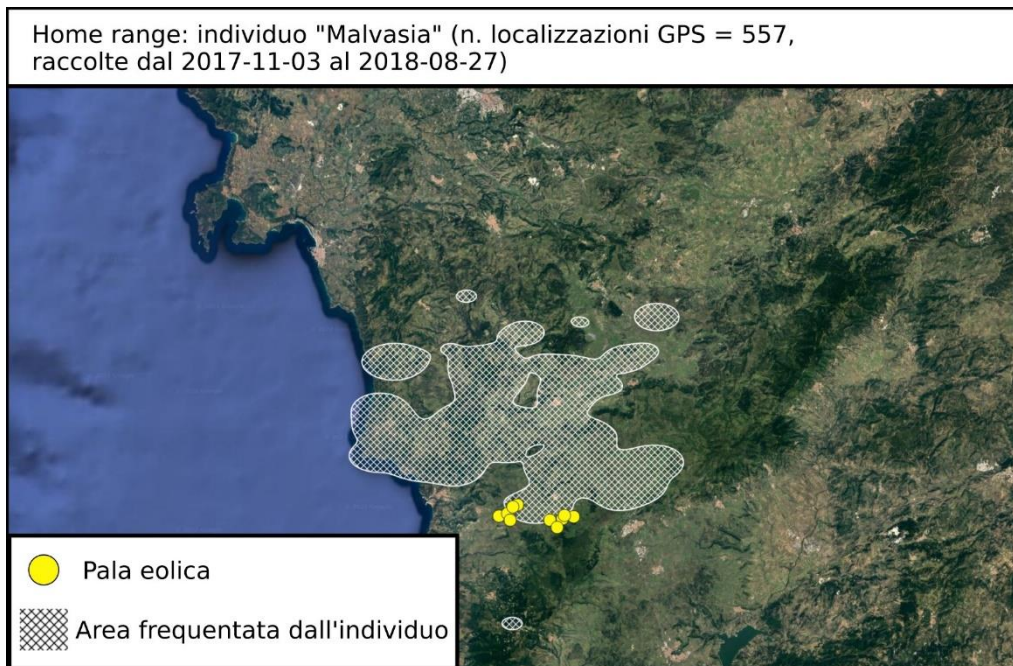 Home range: individuo "Malvasia" (n. localizzazioni GPS = 557,
raccolte dal 2017-11-03 al 2018-08-27)
Pala eolica
Area frequentata dall'individuo